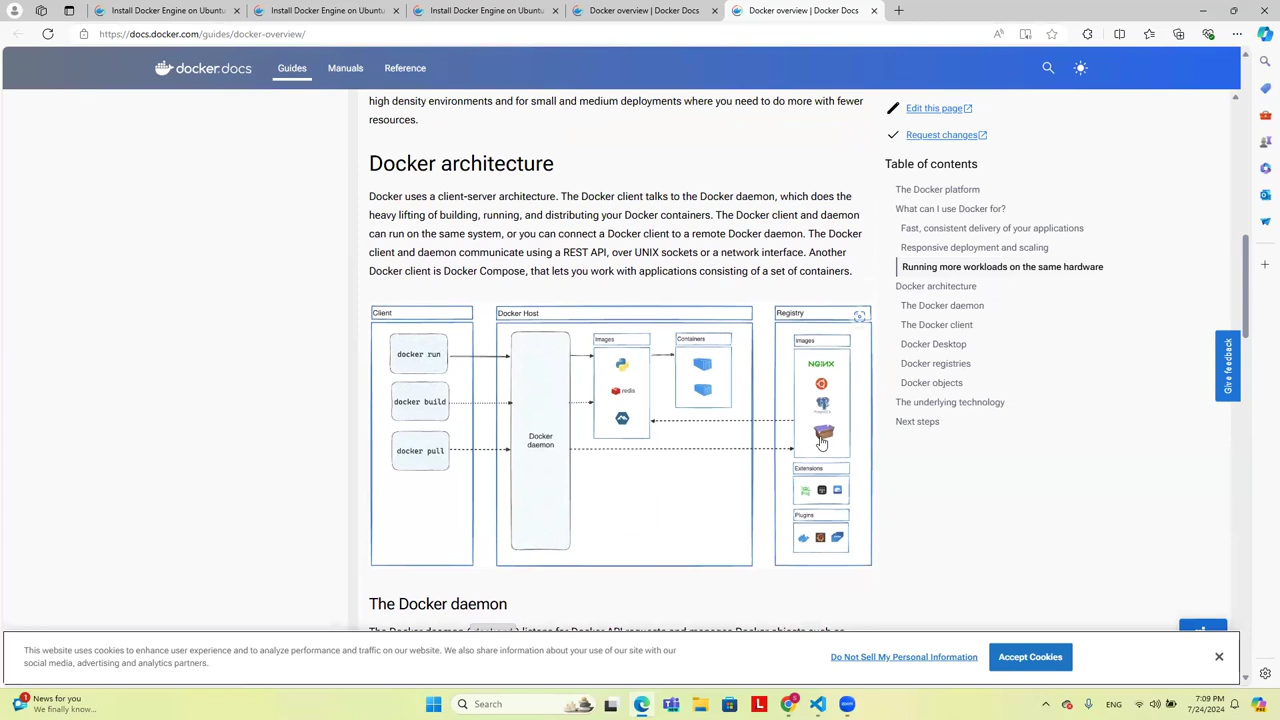 Install Docker Engine on Ubuntu
Install Docker Engine on Ubuntu
Install Docker Engine on Ubuntu
Docker overview | Docker Docs
Docker overview | Docker Docs
https://docs.docker.com/guides/docker-overview/
docker.docs
Guides
Manuals
Reference
high density environments and for small and medium deployments where you need to do more with fewer
resources.
Docker architecture
Docker uses a client-server architecture. The Docker client talks to the Docker daemon, which does the
heavy lifting of building, running, and distributing your Docker containers. The Docker client and daemon
can run on the same system, or you can connect a Docker client to a remote Docker daemon. The Docker
client and daemon communicate using a REST API, over UNIX sockets or a network interface. Another
Docker client is Docker Compose, that lets you work with applications consisting of a set of containers.
Client
docker run
docker build
docker pull
Docker Host
Docker
daemon
Images
redis
Containers
Registry
Images
NGINX
Extensions
Plugins
The Docker daemon
Edit this page
Request changes
Table of contents
The Docker platform
What can I use Docker for?
Fast, consistent delivery of your applications
Responsive deployment and scaling
Running more workloads on the same hardware
Docker architecture
The Docker daemon
The Docker client
Docker Desktop
Docker registries
Docker objects
The underlying technology
Next steps
Give feedback
This website uses cookies to enhance user experience and to analyze performance and traffic on our website. We also share information about your use of our site with our
social media, advertising and analytics partners.
Do Not Sell My Personal Information
Accept Cookies
1
News for you
We finally know...
Search
L
ENG
7:09 PM
7/24/2024